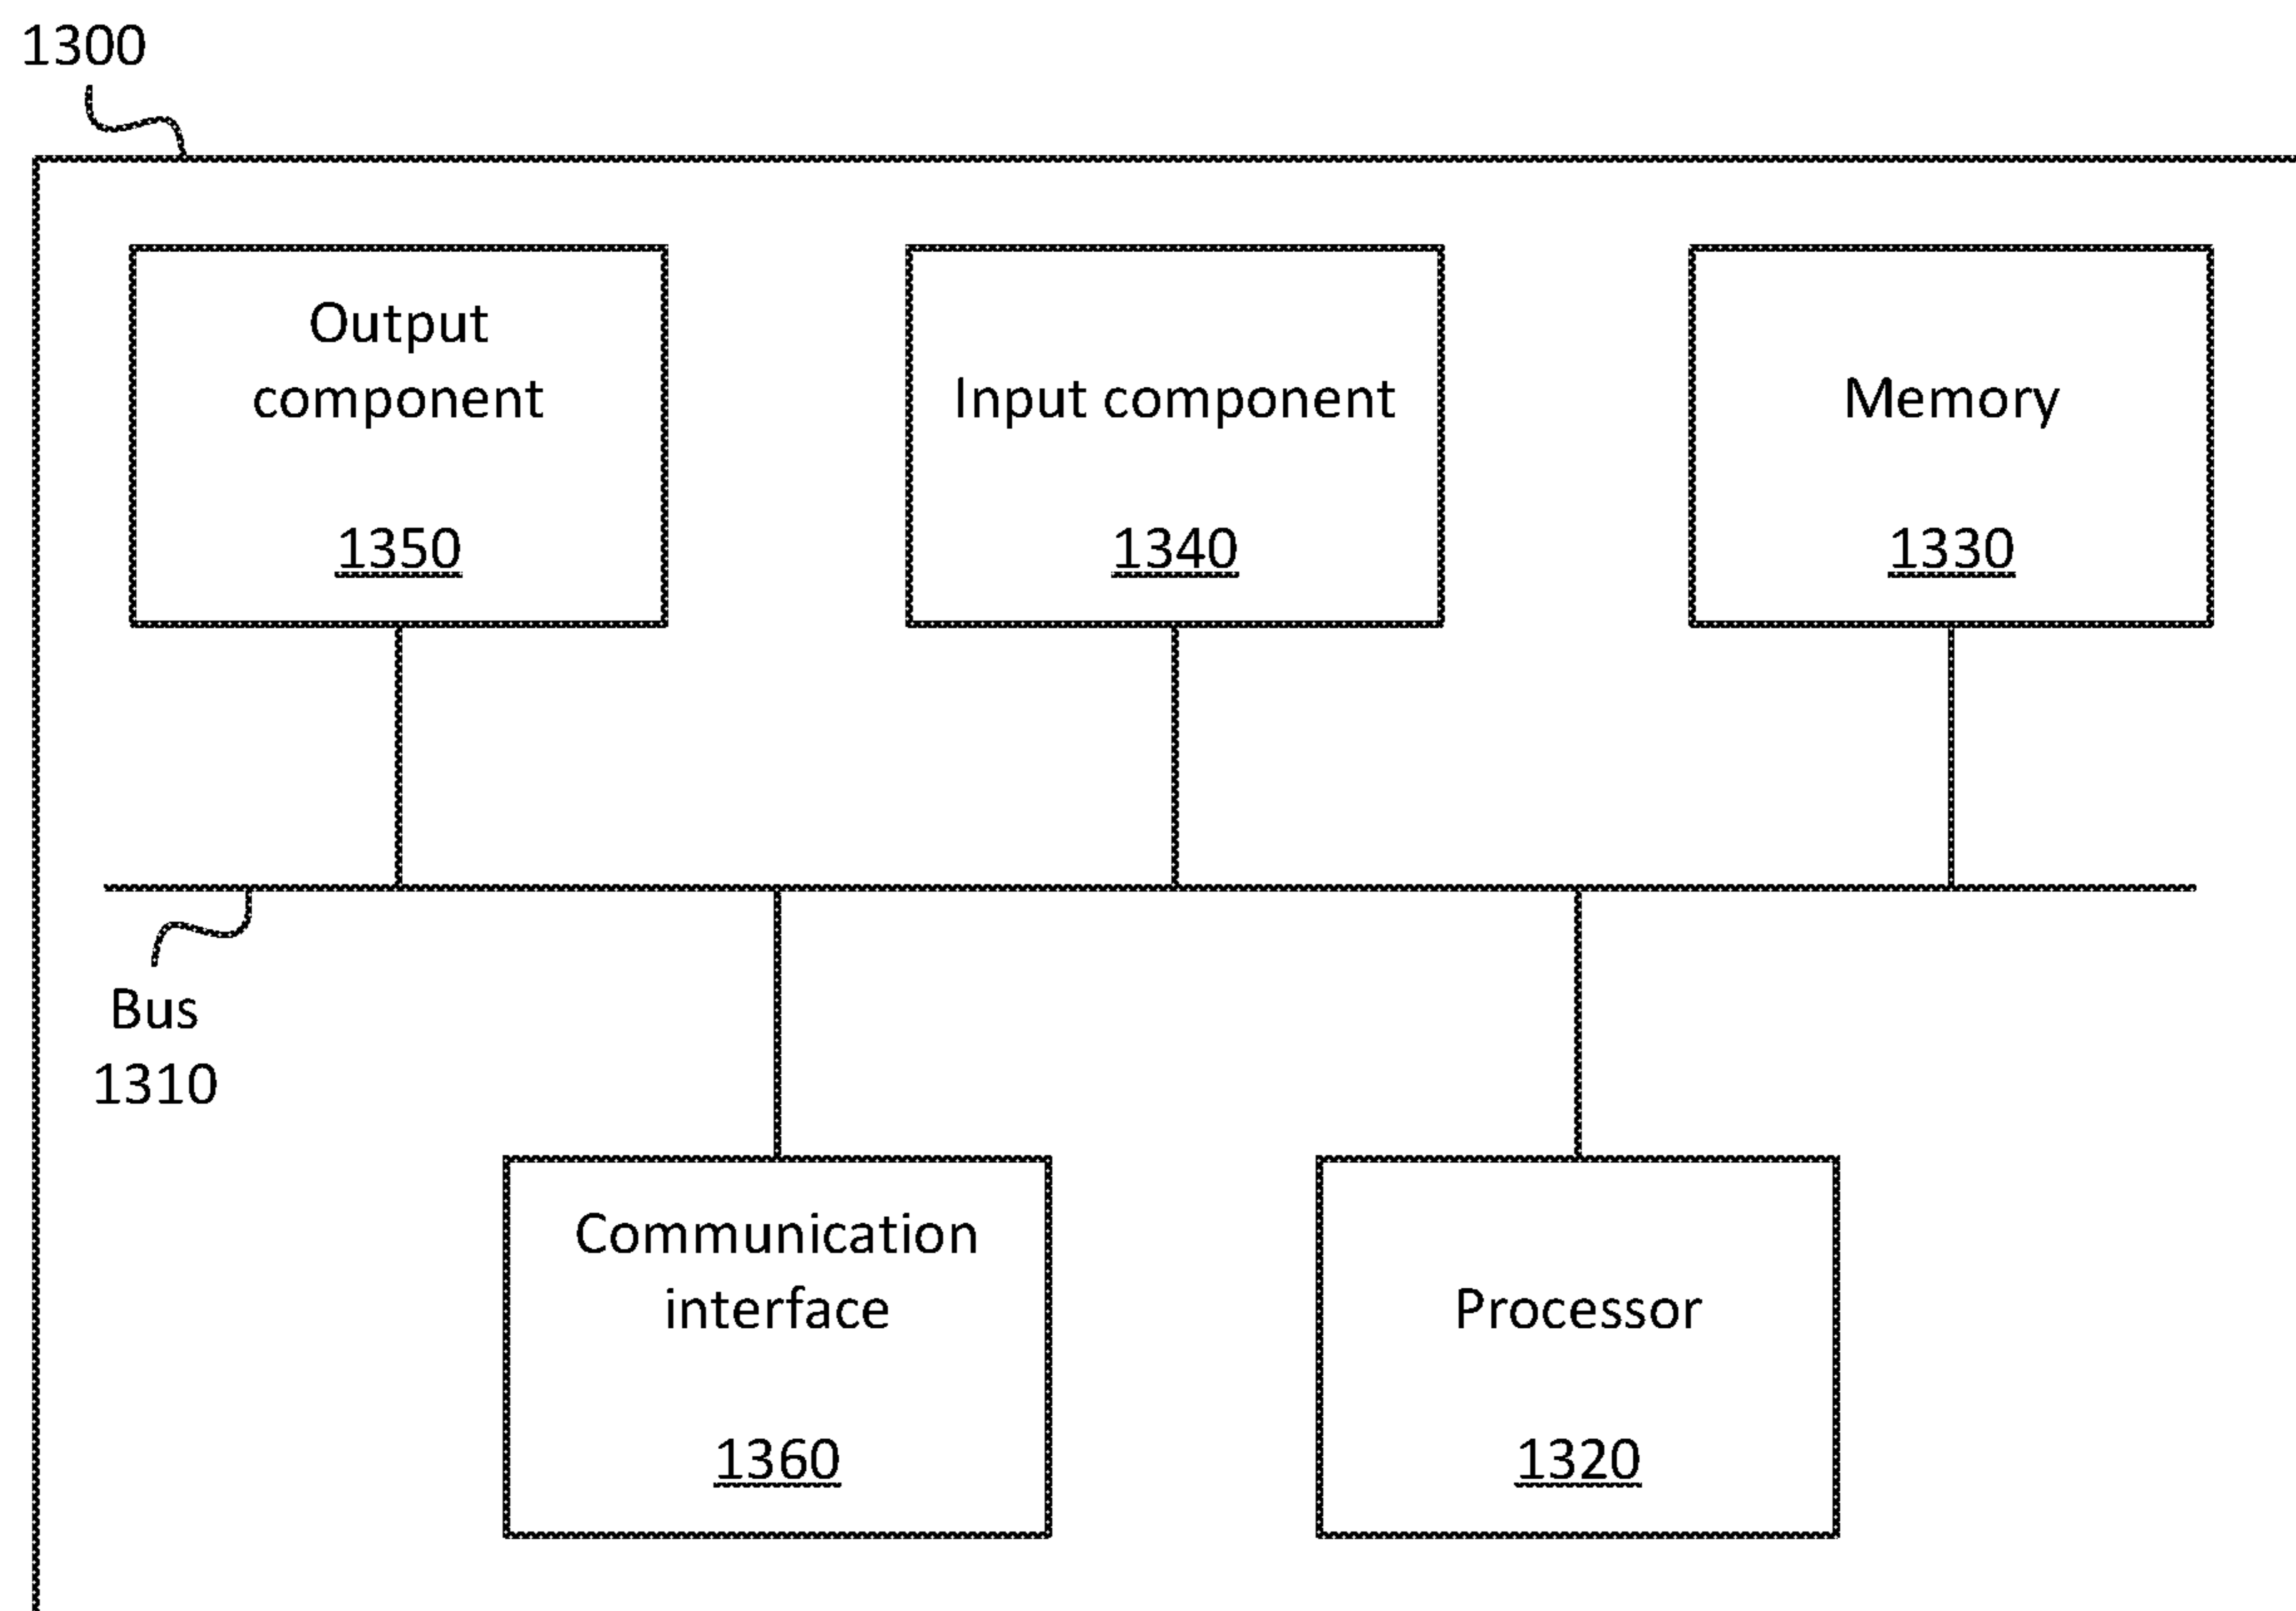 1300
Output
component
1350
Input component
1340
Memory
1330
Bus
1310
Communication
interface
1360
Processor
1320